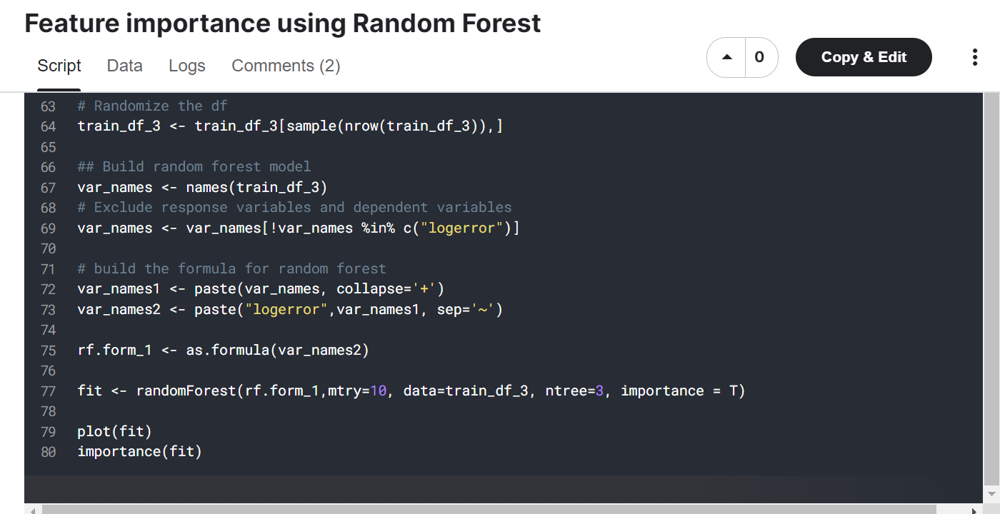 Feature importance using Random Forest
Script Data Logs Comments (2)
0
Copy & Edit
63 # Randomize the df
64 train_df_3 <- train_df_3[sample(nrow(train_df_3)),]
65
66 ## Build random forest model
67 var_names <- names(train_df_3)
68 # Exclude response variables and dependent variables
69 var_names <- var_names[!var_names %in% c("logerror")]
70
71 # build the formula for random forest
72 var_names1 <- paste(var_names, collapse='+')
73 var_names2 <- paste("logerror",var_names1, sep='~')
74
75 rf.form_1 <- as.formula(var_names2)
76
77 fit <- randomForest(rf.form_1,mtry=10, data=train_df_3, ntree=3, importance = T)
78
79 plot(fit)
80 importance(fit)